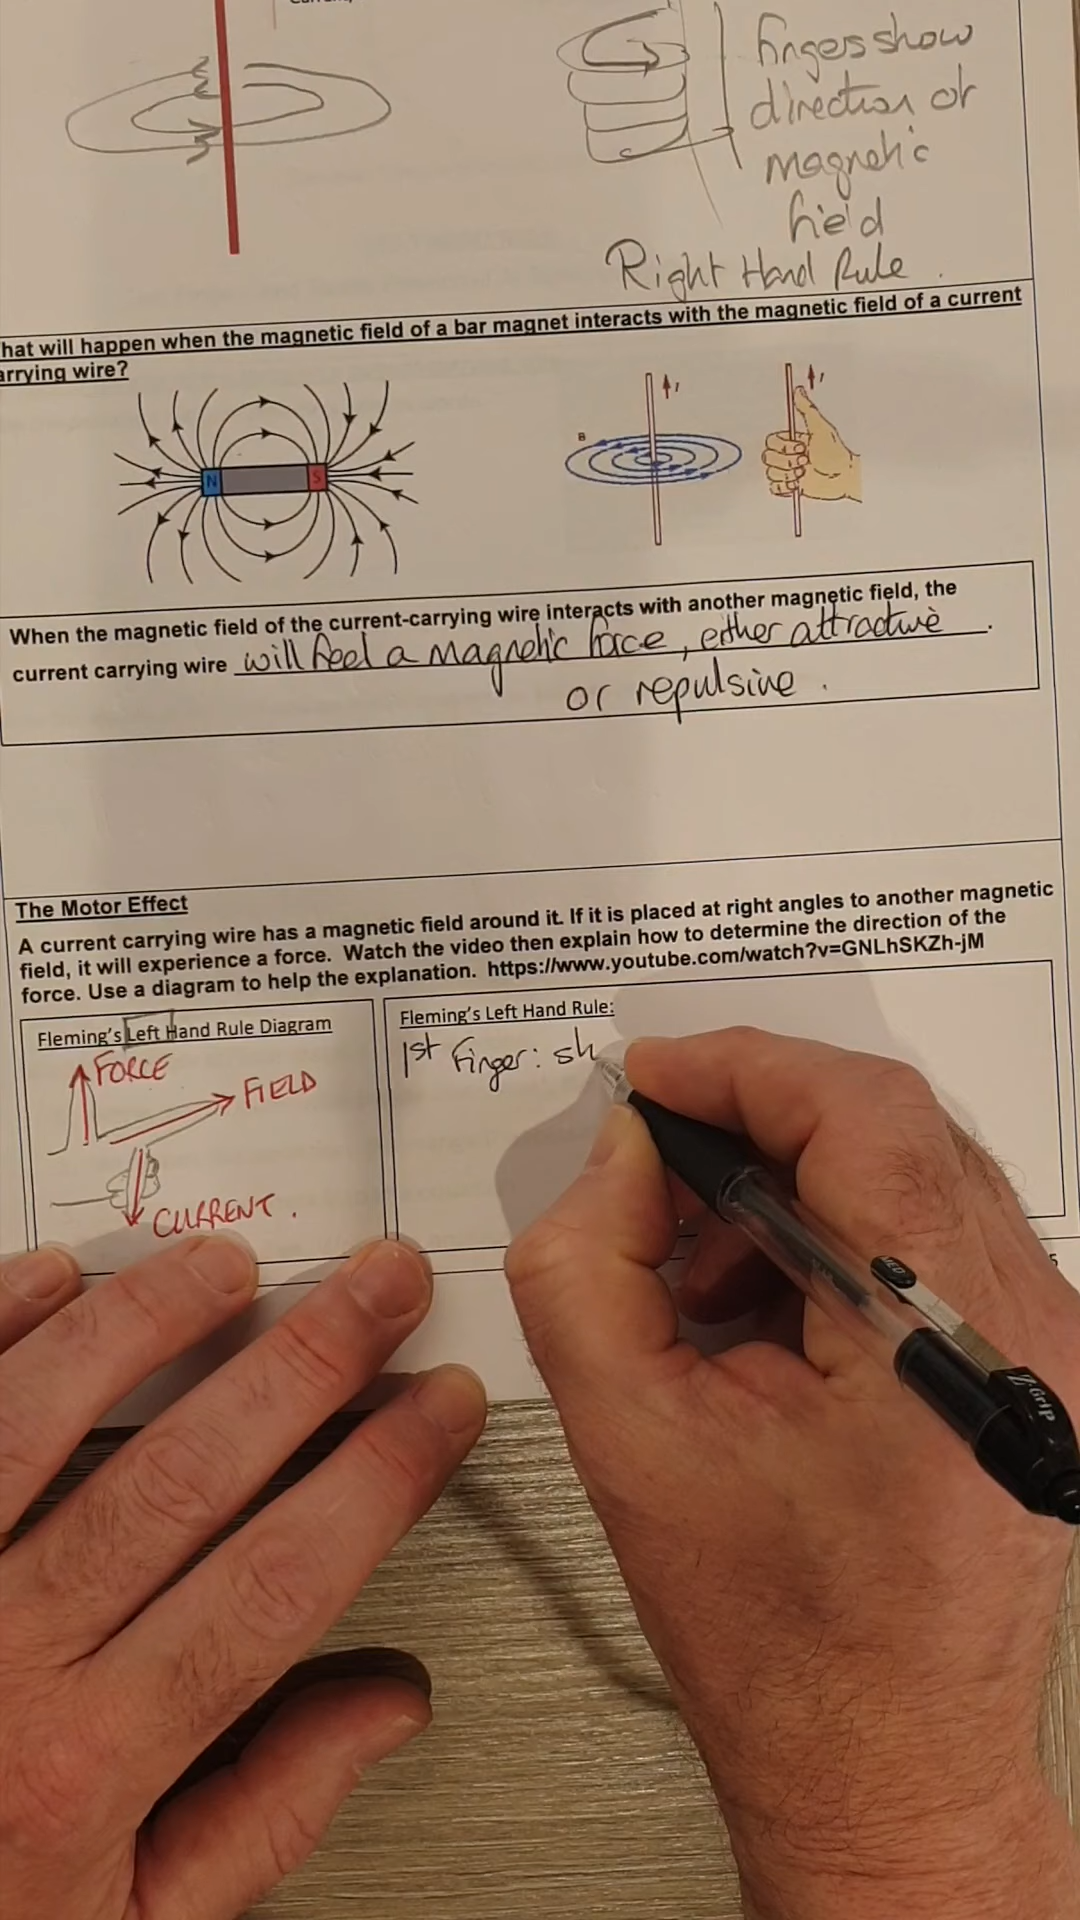 fingers show
direction of
magnetic
field
Right Hand Rule.
hat will happen when the magnetic field of a bar magnet interacts with the magnetic field of a current
arrying wire?
I
I
B
N
S
When the magnetic field of the current-carrying wire interacts with another magnetic field, the
current carrying wire will feel a magnetic force, either attractive.
or repulsive.
The Motor Effect
A current carrying wire has a magnetic field around it. If it is placed at right angles to another magnetic
field, it will experience a force. Watch the video then explain how to determine the direction of the
force. Use a diagram to help the explanation. https://www.youtube.com/watch?v=GNLhSKZh-jM
Fleming's Left Hand Rule Diagram
FORCE
FIELD
CURRENT.
Fleming's Left Hand Rule:
1st Finger: sh
5
MED
Z-Grip